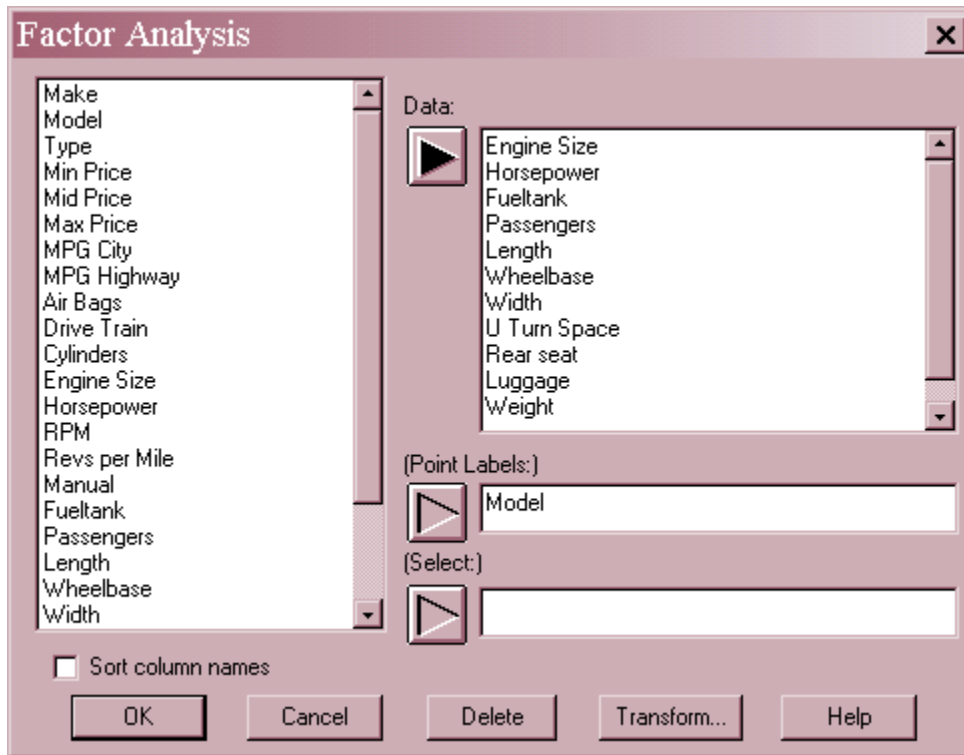 Factor Analysis
Make
Model
Type
Min Price
Mid Price
Max Price
MPG City
MPG Highway
Air Bags
Drive Train
Cylinders
Engine Size
Horsepower
RPM
Revs per Mile
Manual
Fueltank
Passengers
Length
Wheelbase
Width
Data:
Engine Size
Horsepower
Fueltank
Passengers
Length
Wheelbase
Width
U Turn Space
Rear seat
Luggage
Weight
(Point Labels:)
Model
(Select:)
Sort column names
OK
Cancel
Delete
Transform...
Help